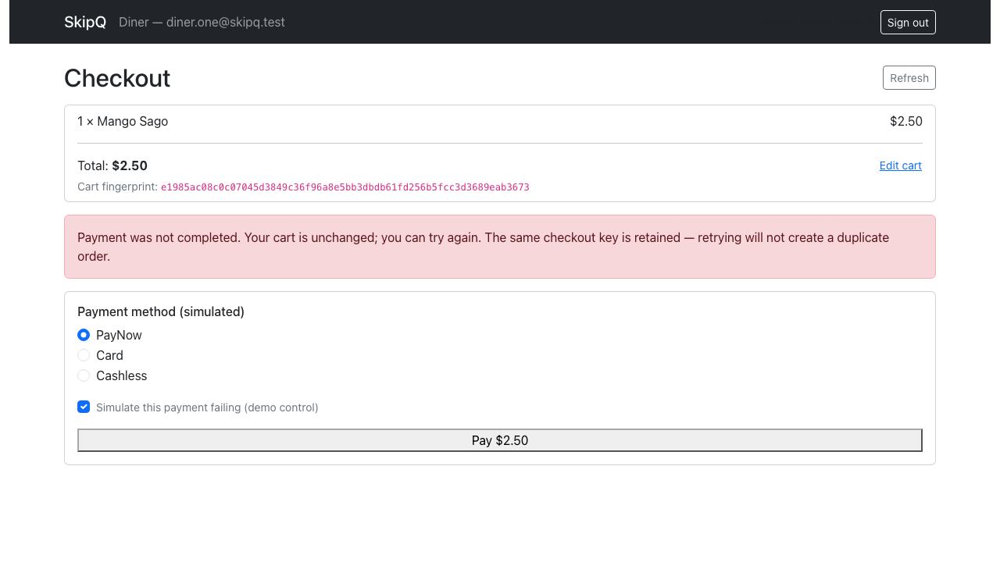 SkipQ Diner — diner.one@skipq.test Sign out
Checkout Refresh
1 × Mango Sago $2.50
Total: $2.50 Edit cart
Cart fingerprint: e1985ac08c0c07045d3849c36f96a8e5bb3dbdb61fd256b5fcc3d3689eab3673
Payment was not completed. Your cart is unchanged; you can try again. The same checkout key is retained — retrying will not create a duplicate
order.
Payment method (simulated)
PayNow
Card
Cashless
Simulate this payment failing (demo control)
Pay $2.50